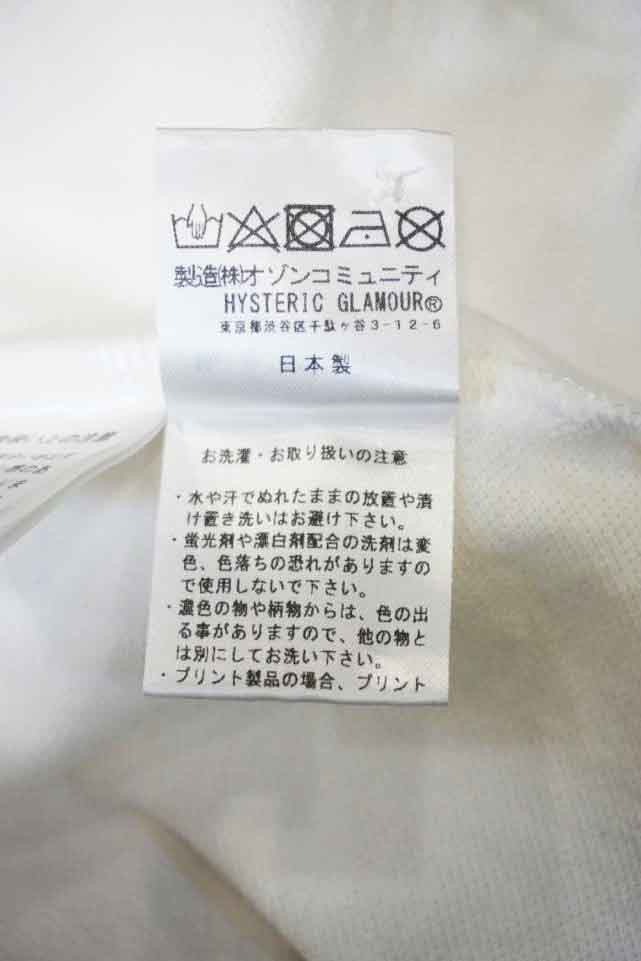 製造(株)オゾンコミュニティ
HYSTERIC GLAMOUR®
東京都渋谷区千駄ヶ谷3-12-6
日本製
お洗濯・お取り扱いの注意
・水や汗でぬれたままの放置や漬
け置き洗いはお避け下さい。
・蛍光剤や漂白剤配合の洗剤は変
色、色落ちの恐れがありますの
で使用しないで下さい。
・濃色の物や柄物からは、色の出
る事がありますので、他の物と
は別にしてお洗い下さい。
・プリント製品の場合、プリント